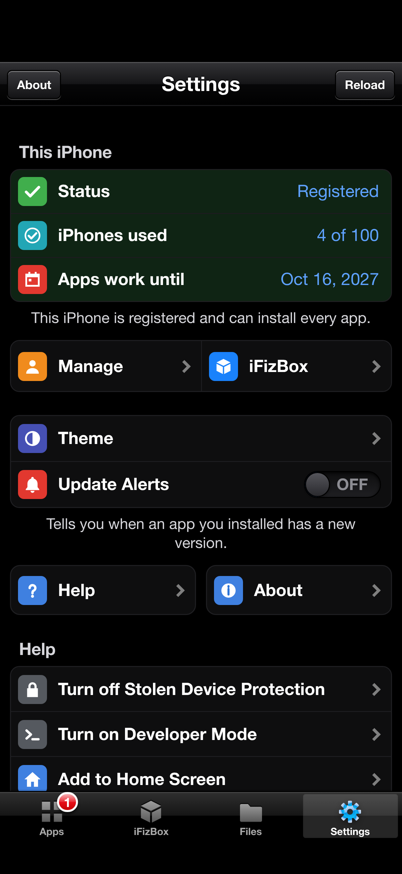 About
Settings
Reload
This iPhone
Status
Registered
iPhones used
4 of 100
Apps work until
Oct 16, 2027
This iPhone is registered and can install every app.
Manage
iFizBox
Theme
Update Alerts
OFF
Tells you when an app you installed has a new
version.
?
Help
About
Help
Turn off Stolen Device Protection
Turn on Developer Mode
Add to Home Screen
1
Apps
iFizBox
Files
Settings